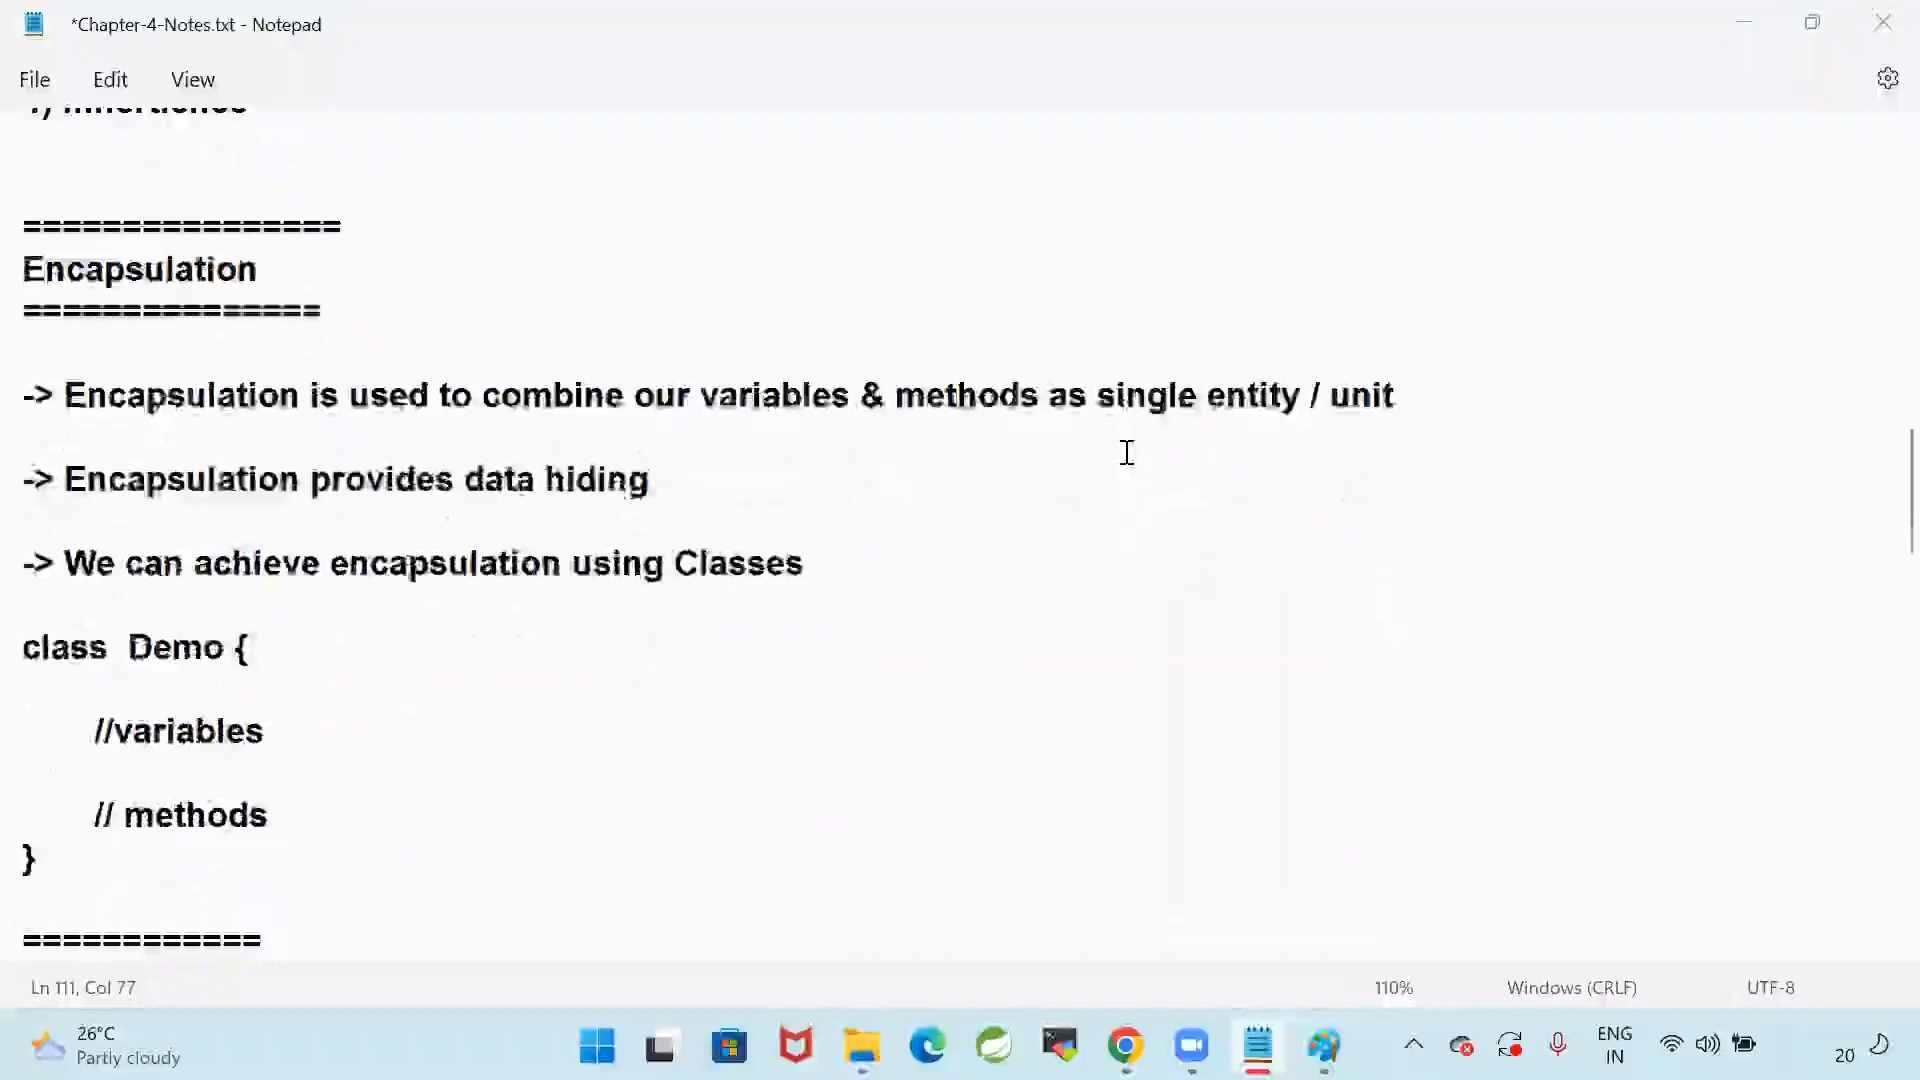 *Chapter-4-Notes.txt - Notepad
File Edit View
================
Encapsulation
===============
-> Encapsulation is used to combine our variables & methods as single entity / unit
-> Encapsulation provides data hiding
-> We can achieve encapsulation using Classes
class  Demo {
//variables
// methods
}
============
Ln 111, Col 77 110% Windows (CRLF) UTF-8
26°C
Partly cloudy
ENG
IN
20